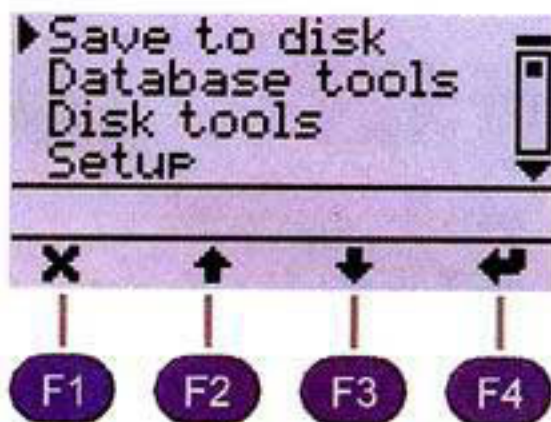 Save to disk
Database tools
Disk tools
Setup
F1 F2 F3 F4